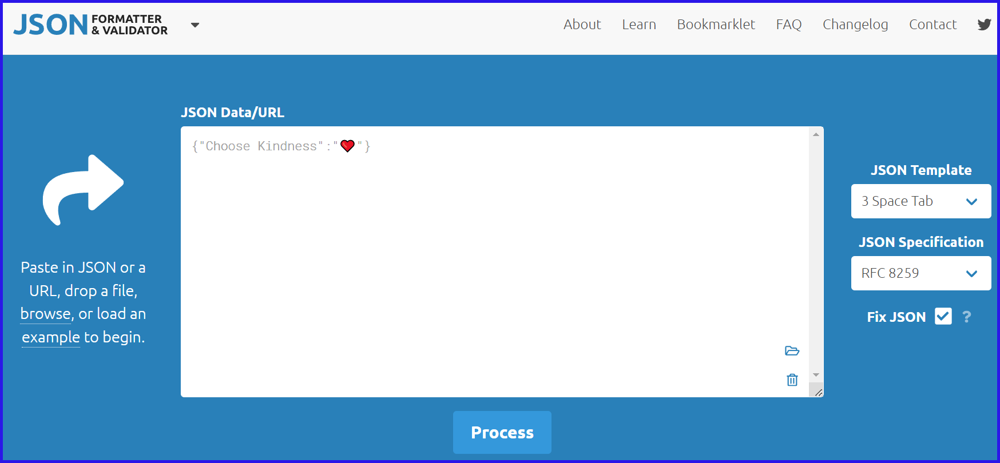 JSON FORMATTER
& VALIDATOR
About Learn Bookmarklet FAQ Changelog Contact
JSON Data/URL
{"Choose Kindness":"❤️"}
Paste in JSON or a
URL, drop a file,
browse, or load an
example to begin.
JSON Template
3 Space Tab
JSON Specification
RFC 8259
Fix JSON ?
Process